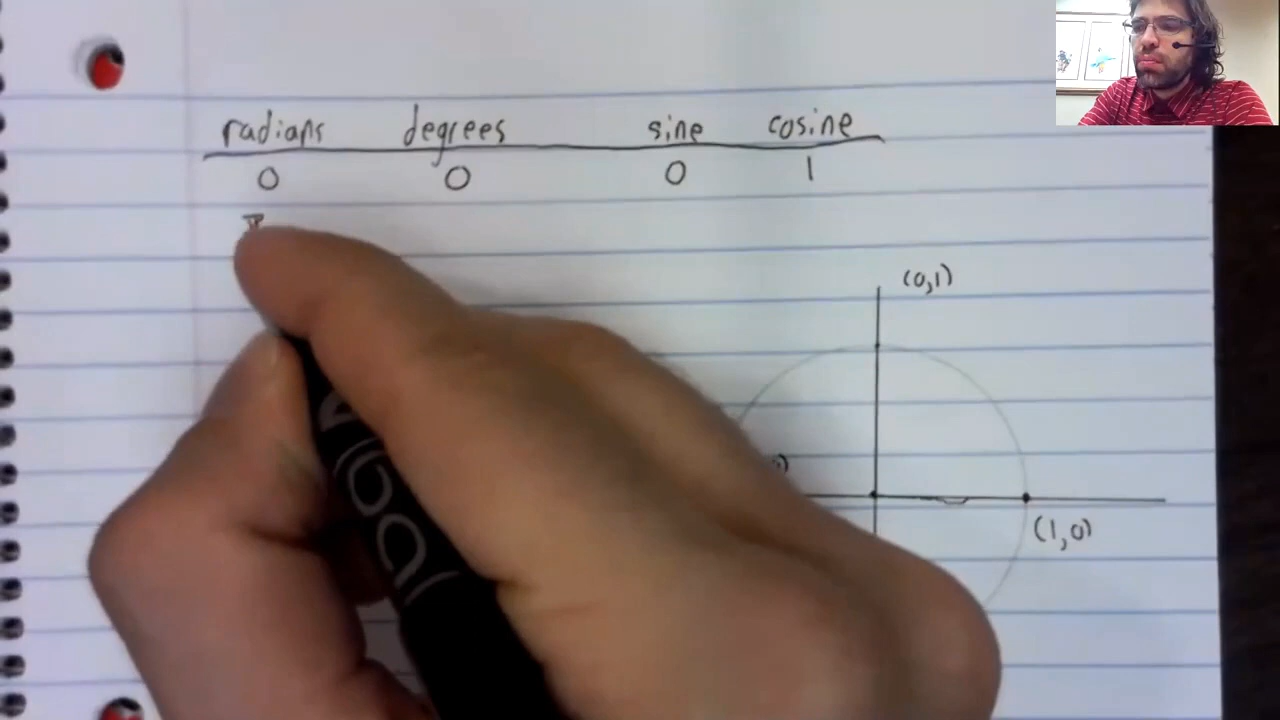 radians degrees sine cosine
0 0 0 1
π
(0,1)
(1,0)